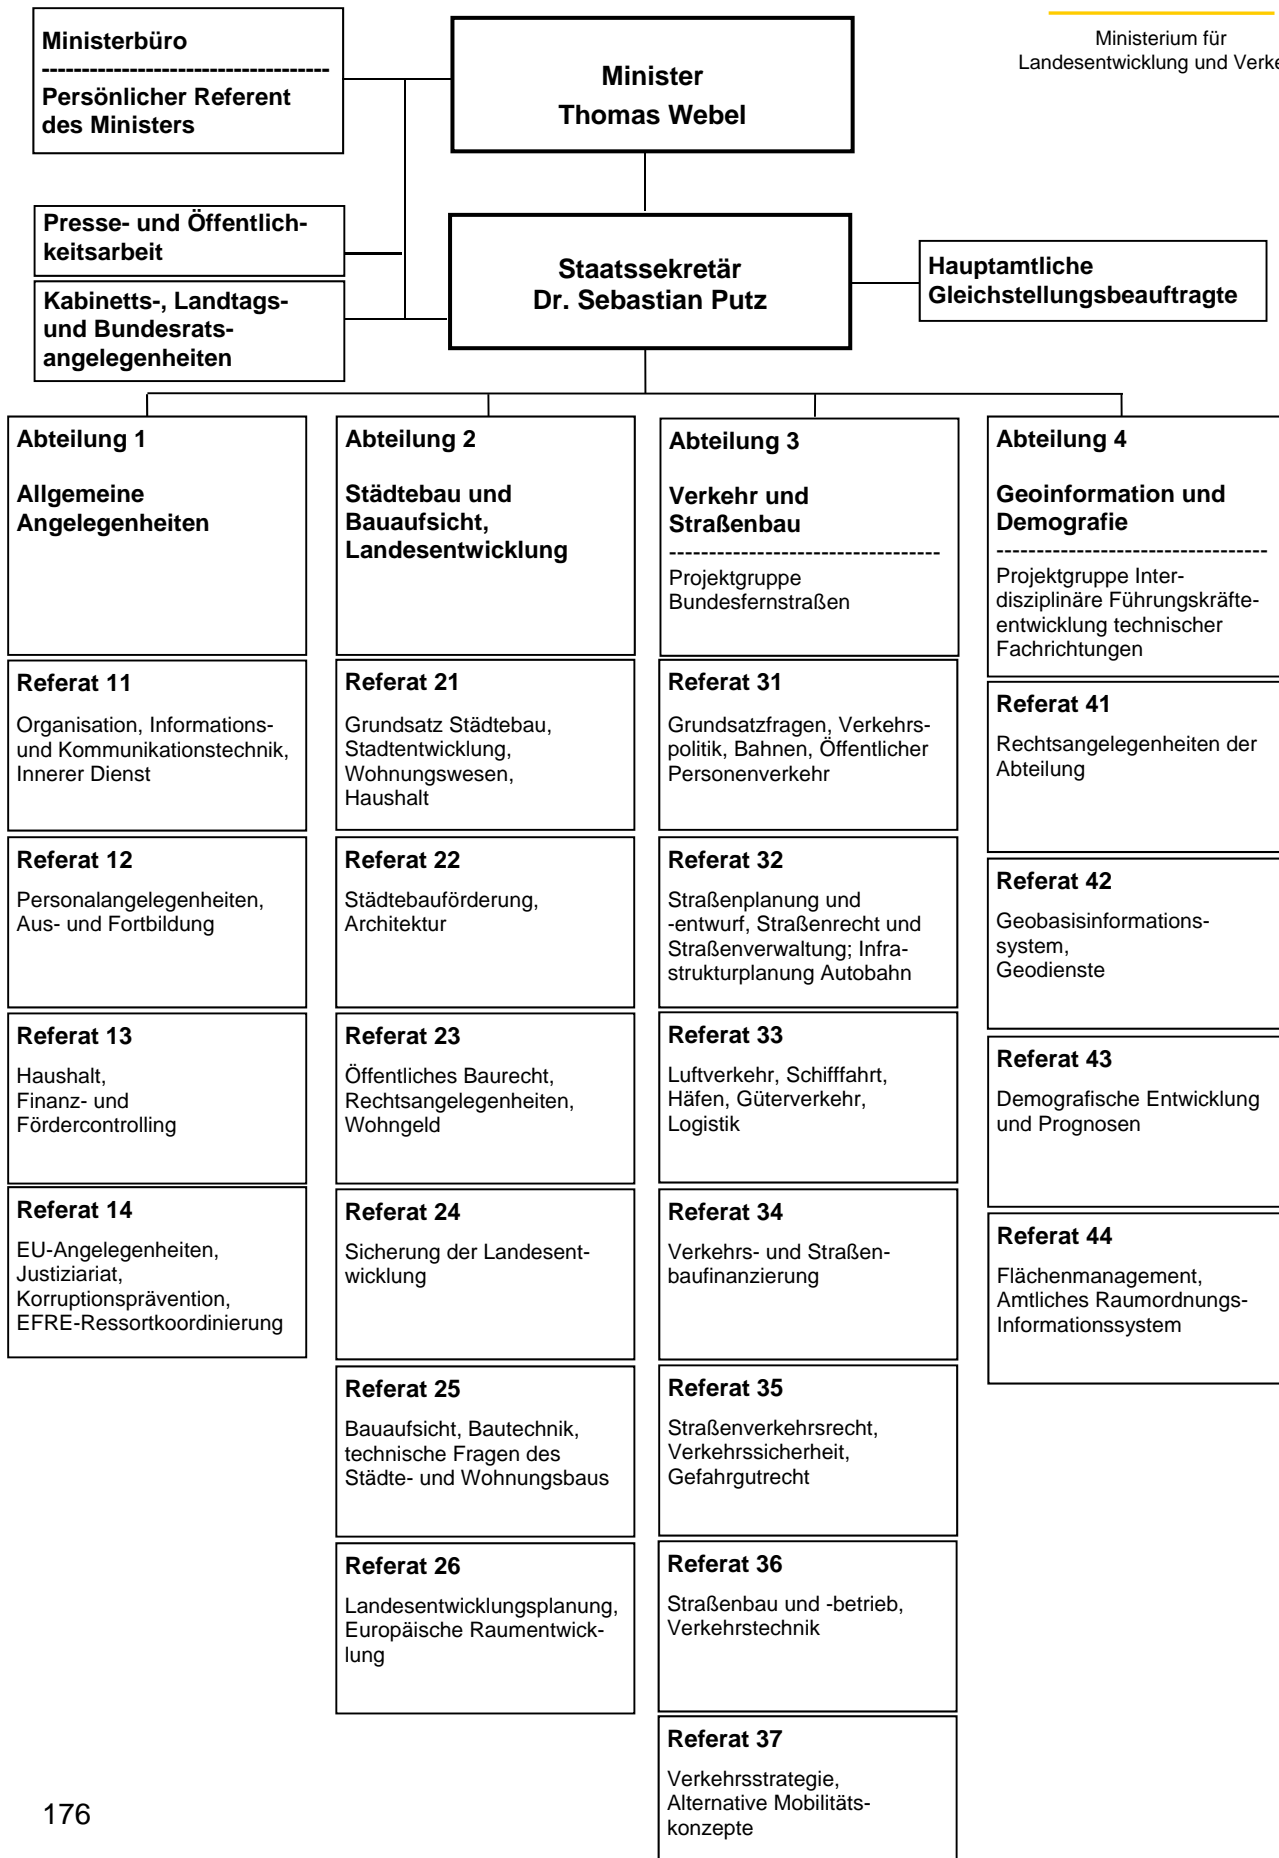 Ministerium für
Landesentwicklung und Verke
Ministerbüro
------------------------------------
Persönlicher Referent
des Ministers
Minister
Thomas Webel
Presse- und Öffentlich-
keitsarbeit
Kabinetts-, Landtags-
und Bundesrats-
angelegenheiten
Staatssekretär
Dr. Sebastian Putz
Hauptamtliche
Gleichstellungsbeauftragte
Abteilung 1
Allgemeine
Angelegenheiten
Referat 11
Organisation, Informations-
und Kommunikationstechnik,
Innerer Dienst
Referat 12
Personalangelegenheiten,
Aus- und Fortbildung
Referat 13
Haushalt,
Finanz- und
Fördercontrolling
Referat 14
EU-Angelegenheiten,
Justiziariat,
Korruptionsprävention,
EFRE-Ressortkoordinierung
Abteilung 2
Städtebau und
Bauaufsicht,
Landesentwicklung
Referat 21
Grundsatz Städtebau,
Stadtentwicklung,
Wohnungswesen,
Haushalt
Referat 22
Städtebauförderung,
Architektur
Referat 23
Öffentliches Baurecht,
Rechtsangelegenheiten,
Wohngeld
Referat 24
Sicherung der Landesent-
wicklung
Referat 25
Bauaufsicht, Bautechnik,
technische Fragen des
Städte- und Wohnungsbaus
Referat 26
Landesentwicklungsplanung,
Europäische Raumentwick-
lung
Abteilung 3
Verkehr und
Straßenbau
----------------------------------
Projektgruppe
Bundesfernstraßen
Referat 31
Grundsatzfragen, Verkehrs-
politik, Bahnen, Öffentlicher
Personenverkehr
Referat 32
Straßenplanung und
-entwurf, Straßenrecht und
Straßenverwaltung; Infra-
strukturplanung Autobahn
Referat 33
Luftverkehr, Schifffahrt,
Häfen, Güterverkehr,
Logistik
Referat 34
Verkehrs- und Straßen-
baufinanzierung
Referat 35
Straßenverkehrsrecht,
Verkehrssicherheit,
Gefahrgutrecht
Referat 36
Straßenbau und -betrieb,
Verkehrstechnik
Referat 37
Verkehrsstrategie,
Alternative Mobilitäts-
konzepte
Abteilung 4
Geoinformation und
Demografie
----------------------------------
Projektgruppe Inter-
disziplinäre Führungskräfte-
entwicklung technischer
Fachrichtungen
Referat 41
Rechtsangelegenheiten der
Abteilung
Referat 42
Geobasisinformations-
system,
Geodienste
Referat 43
Demografische Entwicklung
und Prognosen
Referat 44
Flächenmanagement,
Amtliches Raumordnungs-
Informationssystem
176